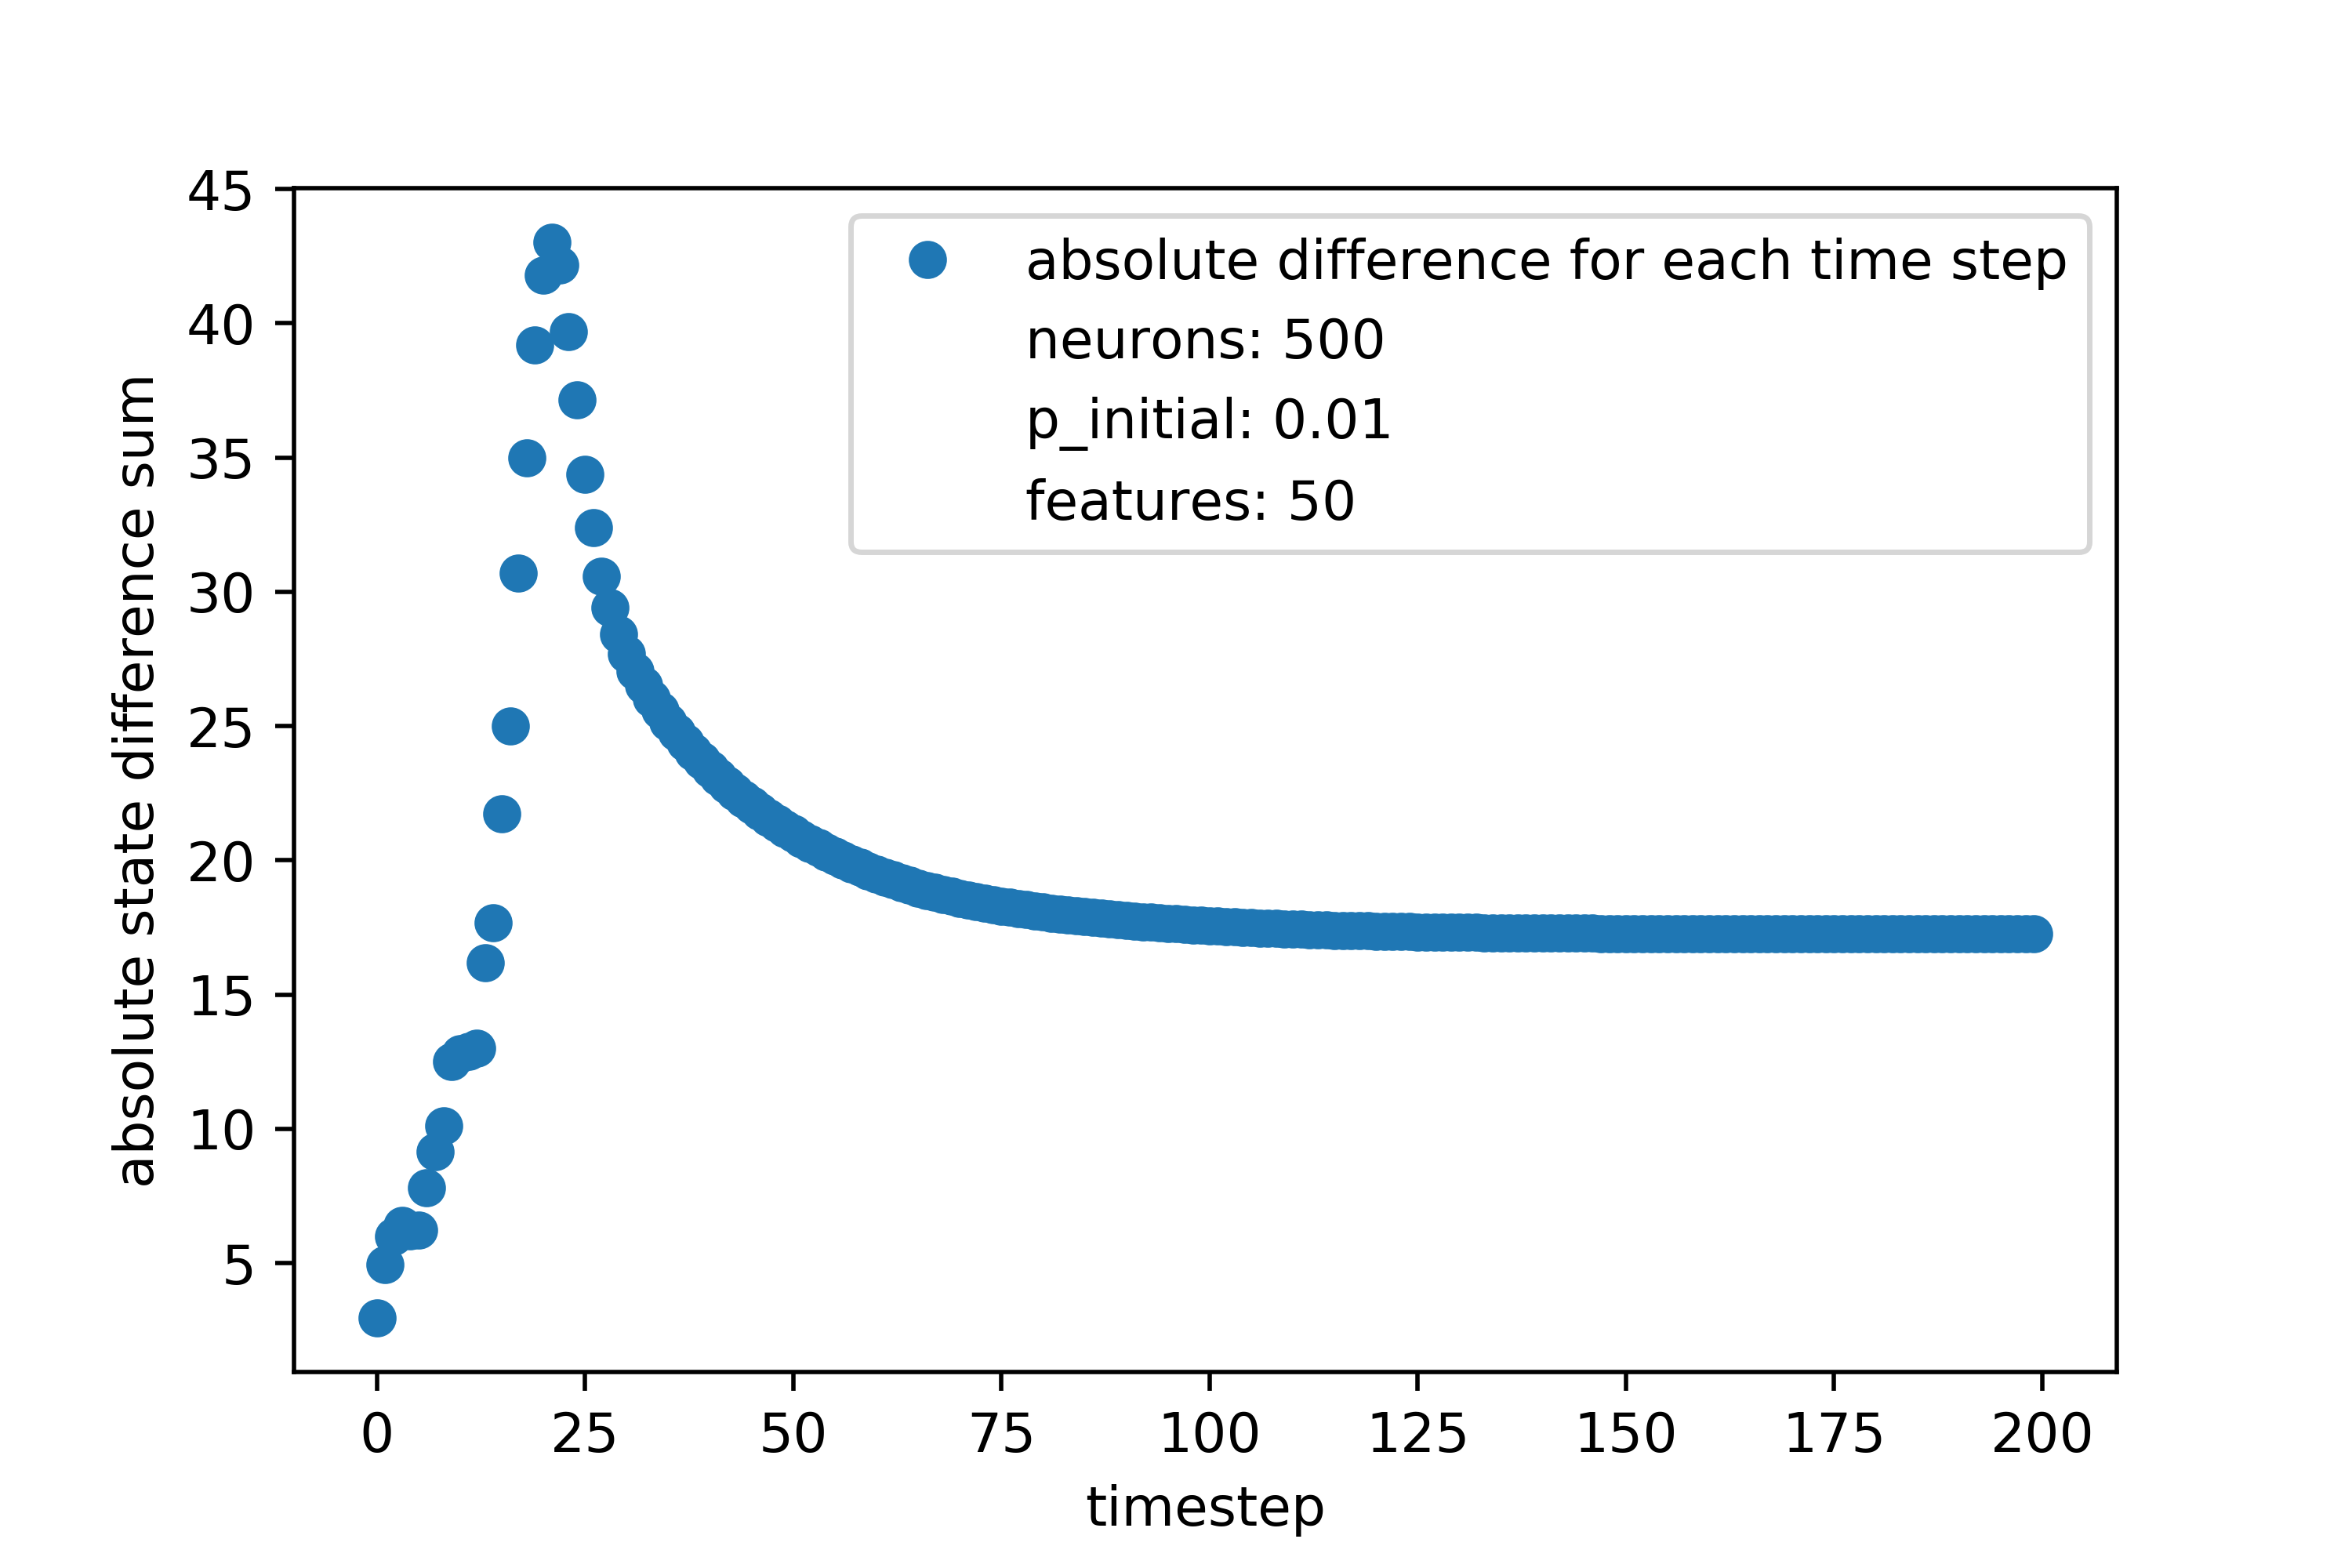 45
40
35
30
25
20
15
10
5
absolute state difference sum
absolute difference for each time step
neurons: 500
p_initial: 0.01
features: 50
0 25 50 75 100 125 150 175 200
timestep